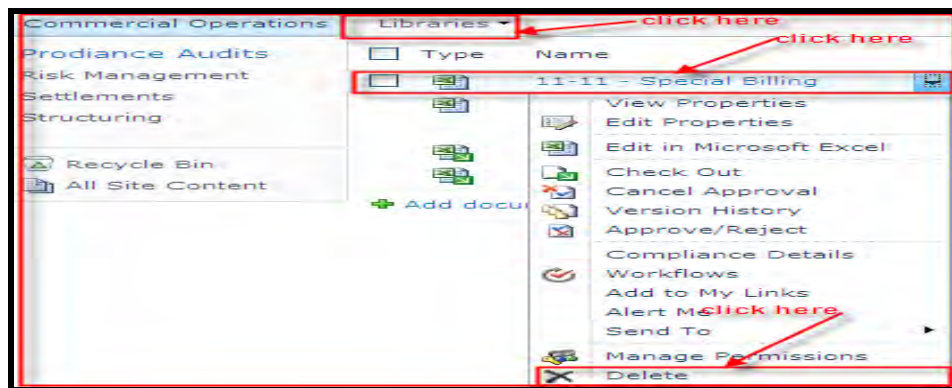 Commercial Operations
Libraries
click here
Prodiance Audits
Risk Management
Settlements
Structuring
Recycle Bin
All Site Content
Type Name
click here
11-11 - Special Billing
View Properties
Edit Properties
Edit in Microsoft Excel
Check Out
Cancel Approval
Version History
Approve/Reject
Compliance Details
Workflows
Add to My Links
Alert Me
click here
Send To
Manage Permissions
Delete
Add docu